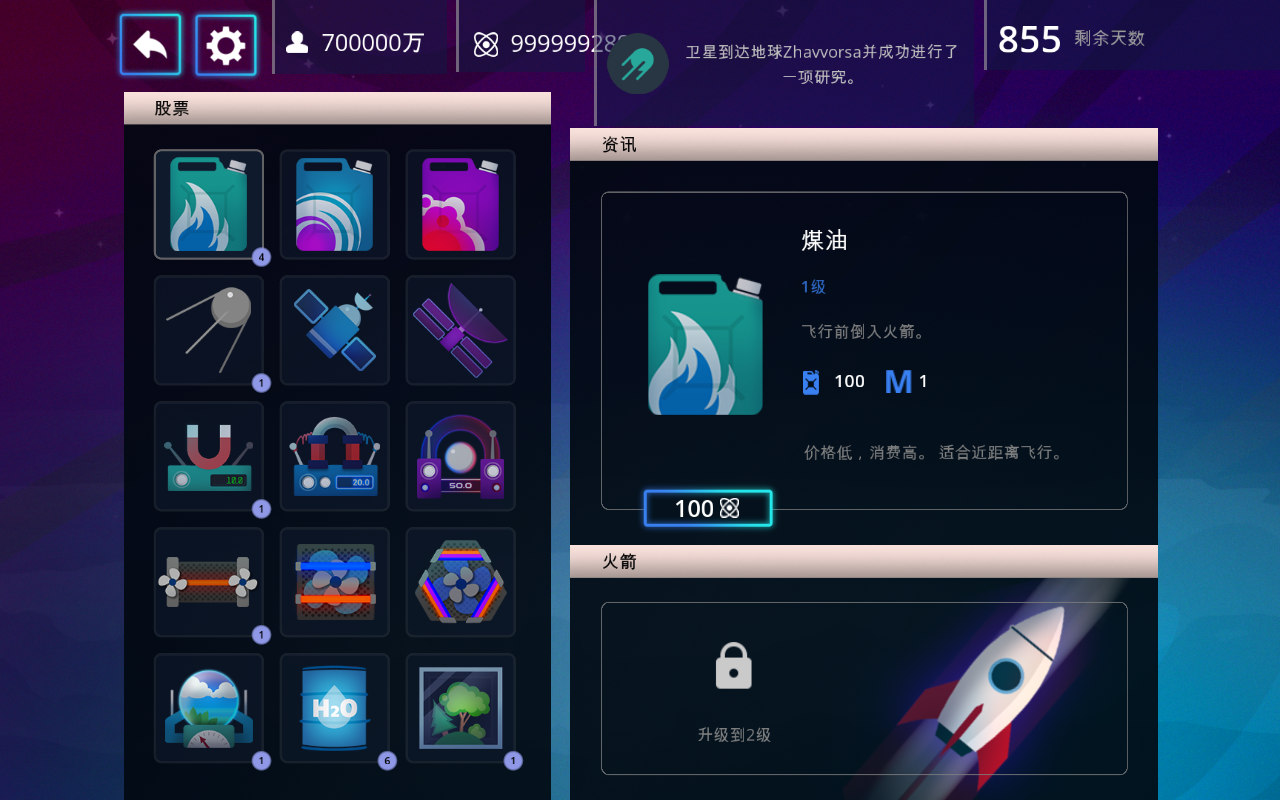 700000万
99999928
卫星到达地球Zhavvorsa并成功进行了
一项研究。
855 剩余天数
股票
4
1
10.0
20.0
50.0
1
1
H₂O
1
6
1
资讯
煤油
1级
飞行前倒入火箭。
100 M 1
价格低，消费高。 适合近距离飞行。
100
火箭
升级到2级